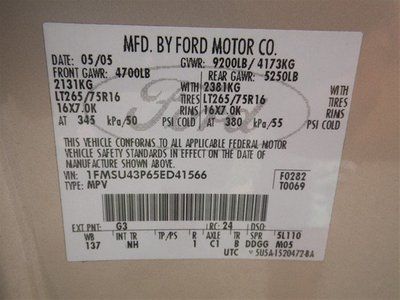 MFD. BY FORD MOTOR CO.
DATE: 05/05 GVWR: 9200LB/ 4173KG
FRONT GAWR: 4700LB REAR GAWR: 5250LB
2131KG WITH 2381KG WITH
LT265/75R16 TIRES LT265/75R16 TIRES
16X7.0K RIMS 16X7.0K RIMS
AT 345 kPa/50 PSI COLD AT 380 kPa/55 PSI COLD
Ford
THIS VEHICLE CONFORMS TO ALL APPLICABLE FEDERAL MOTOR
VEHICLE SAFETY STANDARDS IN EFFECT ON THE DATE OF
MANUFACTURE SHOWN ABOVE.
VEHICLE: 1FMSU43P65ED41566 F0282
TYPE: MPV T0069
EXT PNT: G3 RC: 24 DSO:
WB INT TR TP/PS R AXLE TR SPR 5L110
137 NH 1 C1 B DDGG M05
UTC 5U5A-1520472-BA